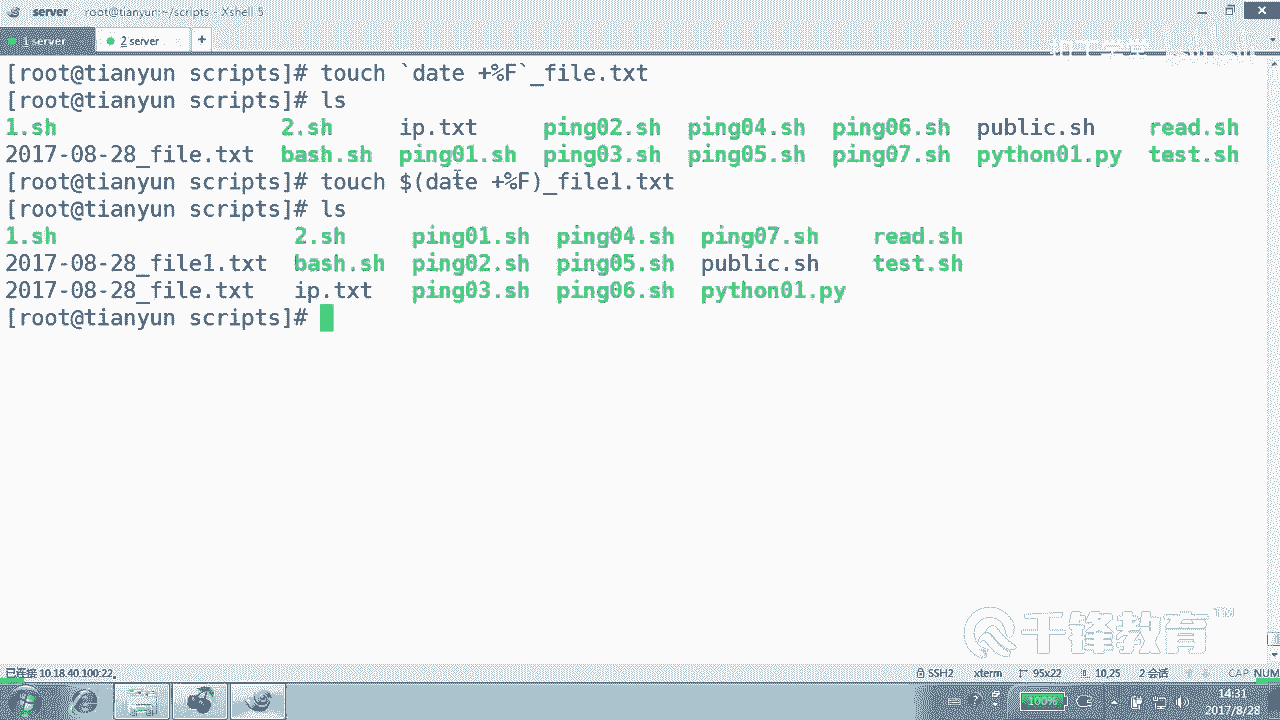 server root@tianyun:~/scripts - Xshell 5
1 server 2 server +
[root@tianyun scripts]# touch `date +%F`_file.txt
[root@tianyun scripts]# ls
1.sh 2.sh ip.txt ping02.sh ping04.sh ping06.sh public.sh read.sh
2017-08-28_file.txt bash.sh ping01.sh ping03.sh ping05.sh ping07.sh python01.py test.sh
[root@tianyun scripts]# touch $(date +%F)_file1.txt
[root@tianyun scripts]# ls
1.sh 2.sh ping01.sh ping04.sh ping07.sh read.sh
2017-08-28_file1.txt bash.sh ping02.sh ping05.sh public.sh test.sh
2017-08-28_file.txt ip.txt ping03.sh ping06.sh python01.py
[root@tianyun scripts]#
千锋教育™
已连接 10.18.40.100:22。 SSH2 xterm 95x22 10,25 2 会话 CAP NUM
100% 14:31
2017/8/28